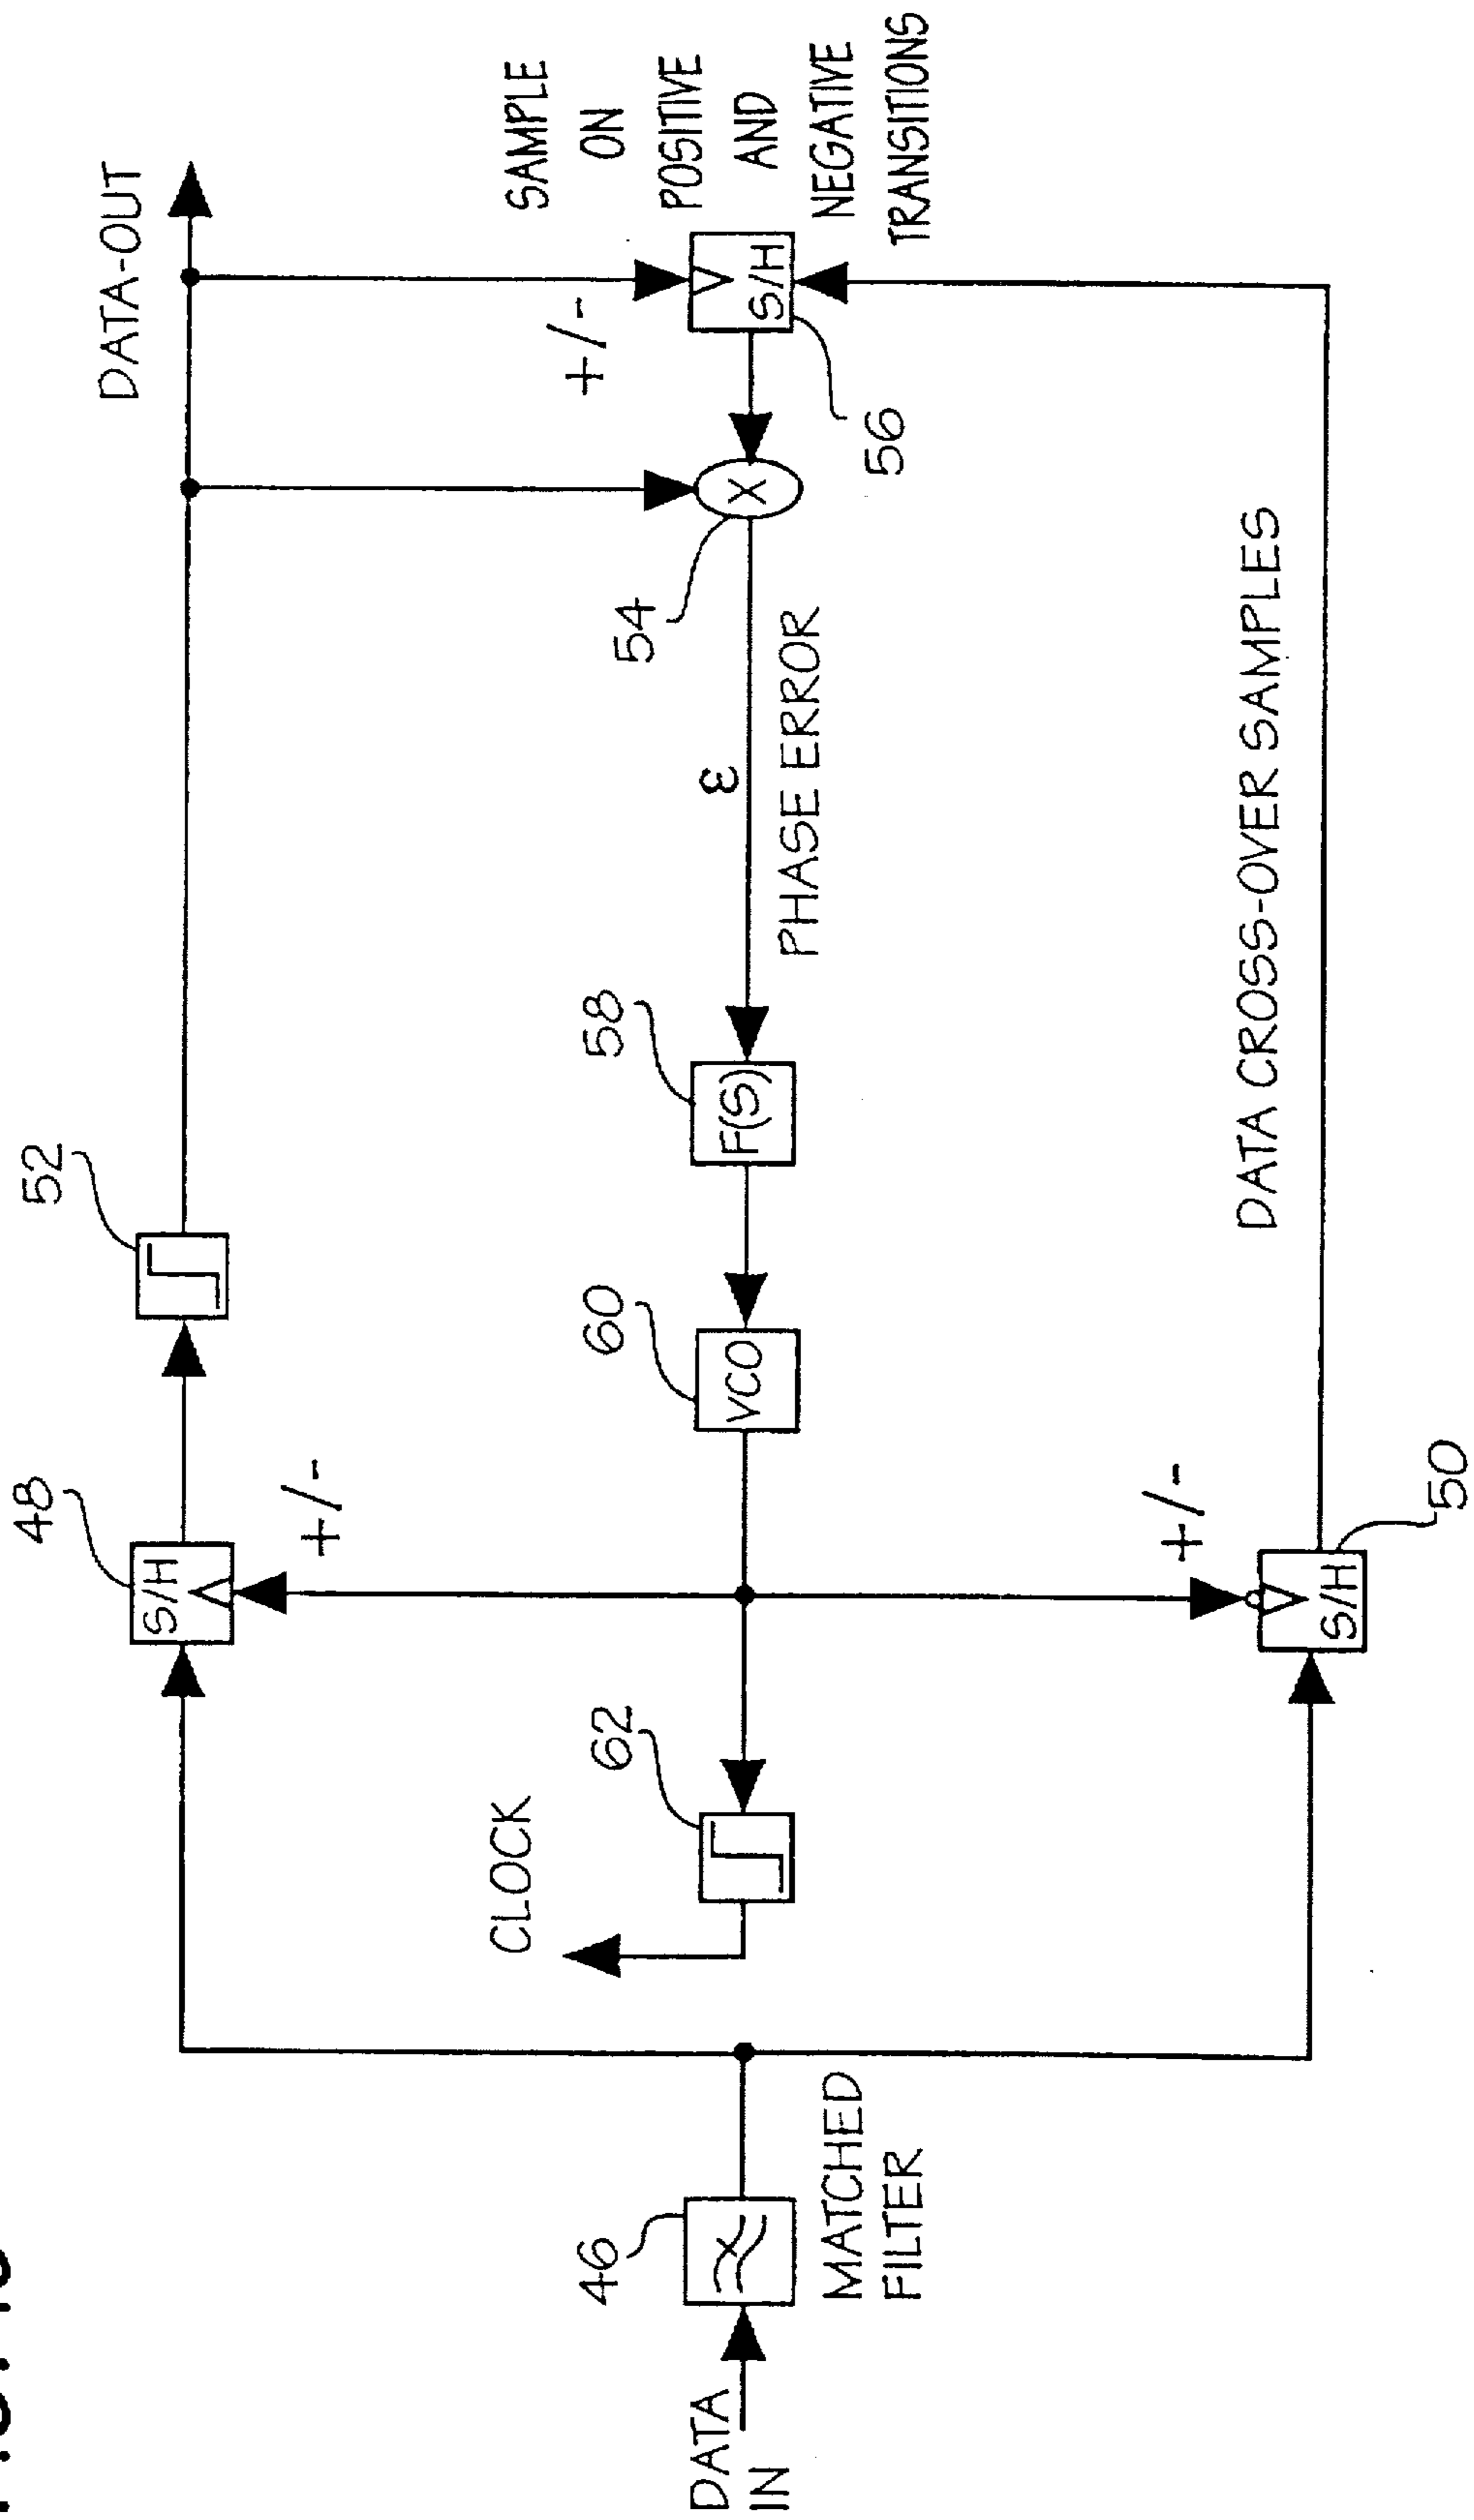 DATA-OUT
52
48
S/H
+/-
SAMPLE
ON
POSITIVE
AND
NEGATIVE
TRANSITIONS
+/-
CLOCK
DATA
IN
46
MATCHED
FILTER
62
60
VCO
58
F(S)
ε
PHASE ERROR
54
X
S/H
56
+/-
S/H
50
DATA CROSS-OVER SAMPLES